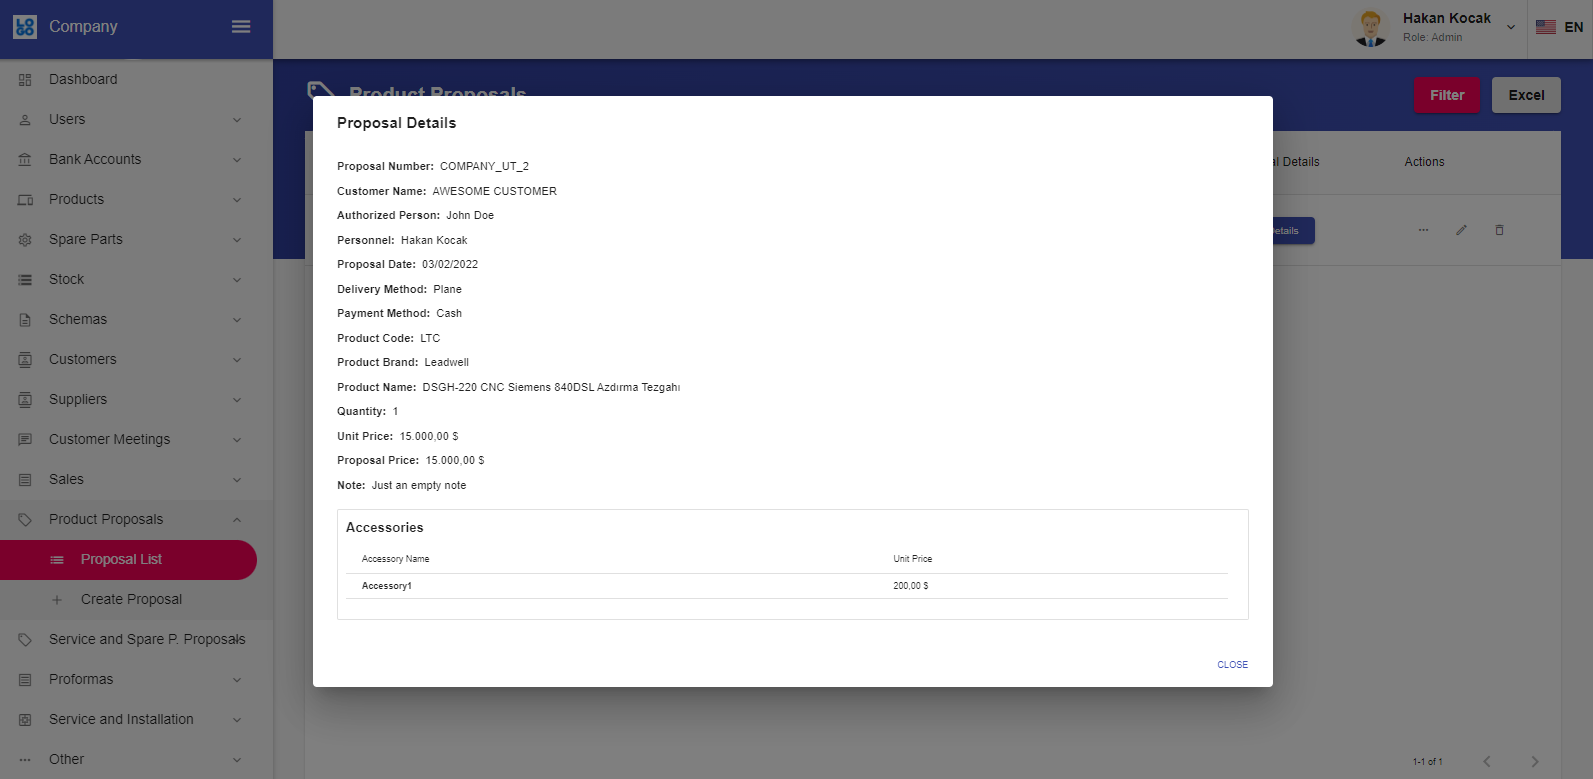 LOGO Company
Hakan Kocak
Role: Admin
EN
Dashboard
Users
Bank Accounts
Products
Spare Parts
Stock
Schemas
Customers
Suppliers
Customer Meetings
Sales
Product Proposals
Proposal List
Create Proposal
Service and Spare P. Proposals
Proformas
Service and Installation
Other
Product Proposals
Filter
Excel
Details
Actions
Proposal Details
Proposal Number: COMPANY_UT_2
Customer Name: AWESOME CUSTOMER
Authorized Person: John Doe
Personnel: Hakan Kocak
Proposal Date: 03/02/2022
Delivery Method: Plane
Payment Method: Cash
Product Code: LTC
Product Brand: Leadwell
Product Name: DSGH-220 CNC Siemens 840DSL Azdırma Tezgahı
Quantity: 1
Unit Price: 15.000,00 $
Proposal Price: 15.000,00 $
Note: Just an empty note
Accessories
Accessory Name Unit Price
Accessory1 200,00 $
CLOSE
1-1 of 1